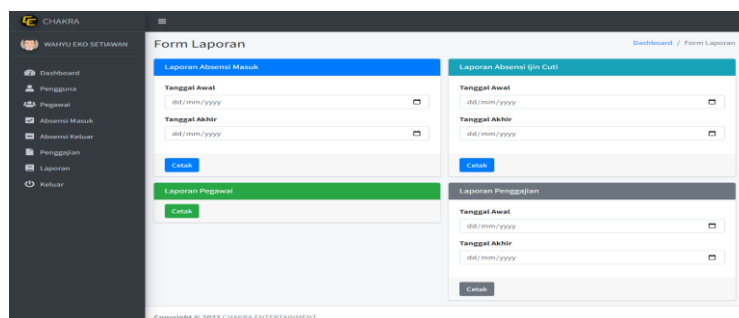 CHAKRA
WAHYU EKO SETIAWAN
Dashboard
Pengguna
Pegawai
Absensi Masuk
Absensi Keluar
Penggajian
Laporan
Keluar
Form Laporan
Dashboard / Form Laporan
Laporan Absensi Masuk
Tanggal Awal
dd/mm/yyyy
Tanggal Akhir
dd/mm/yyyy
Cetak
Laporan Absensi Ijin Cuti
Tanggal Awal
dd/mm/yyyy
Tanggal Akhir
dd/mm/yyyy
Cetak
Laporan Pegawai
Cetak
Laporan Penggajian
Tanggal Awal
dd/mm/yyyy
Tanggal Akhir
dd/mm/yyyy
Cetak
Copyright © 2022 CHAKRA ENTERTAINMENT